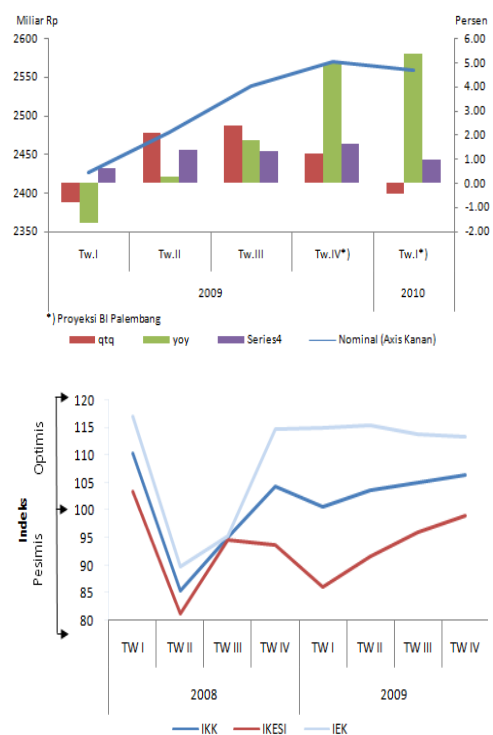 Miliar Rp Persen
2600 6.00
5.00
2550
4.00
2500 3.00
2.00
2450
1.00
2400 0.00
-1.00
2350 -2.00
Tw.I Tw.II Tw.III Tw.IV*) Tw.I*)
2009 2010
*) Proyeksi BI Palembang
qtq yoy Series4 Nominal (Axis Kanan)
120
115
110
105
100
95
90
85
80
Indeks
Pesimis Optimis
TW I TW II TW III TW IV TW I TW II TW III TW IV
2008 2009
IKK IKESI IEK